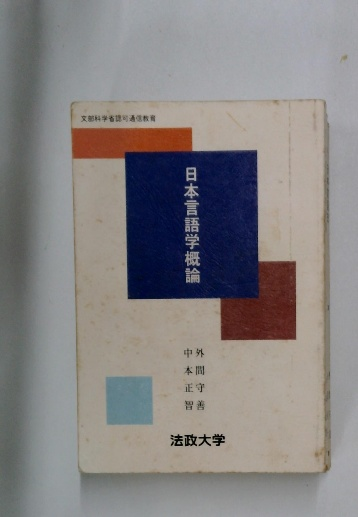 文部科学省認可通信教育
日本言語学概論
外間守善
中本正智
法政大学